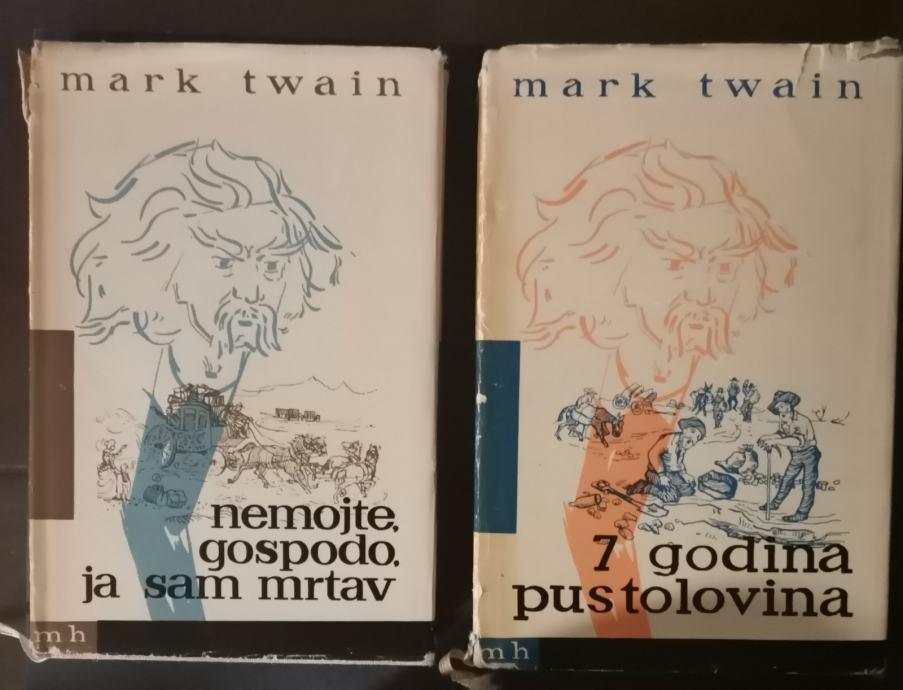 mark twain
nemojte,
gospodo,
ja sam mrtav
mh
mark twain
7 godina
pustolovina
mh